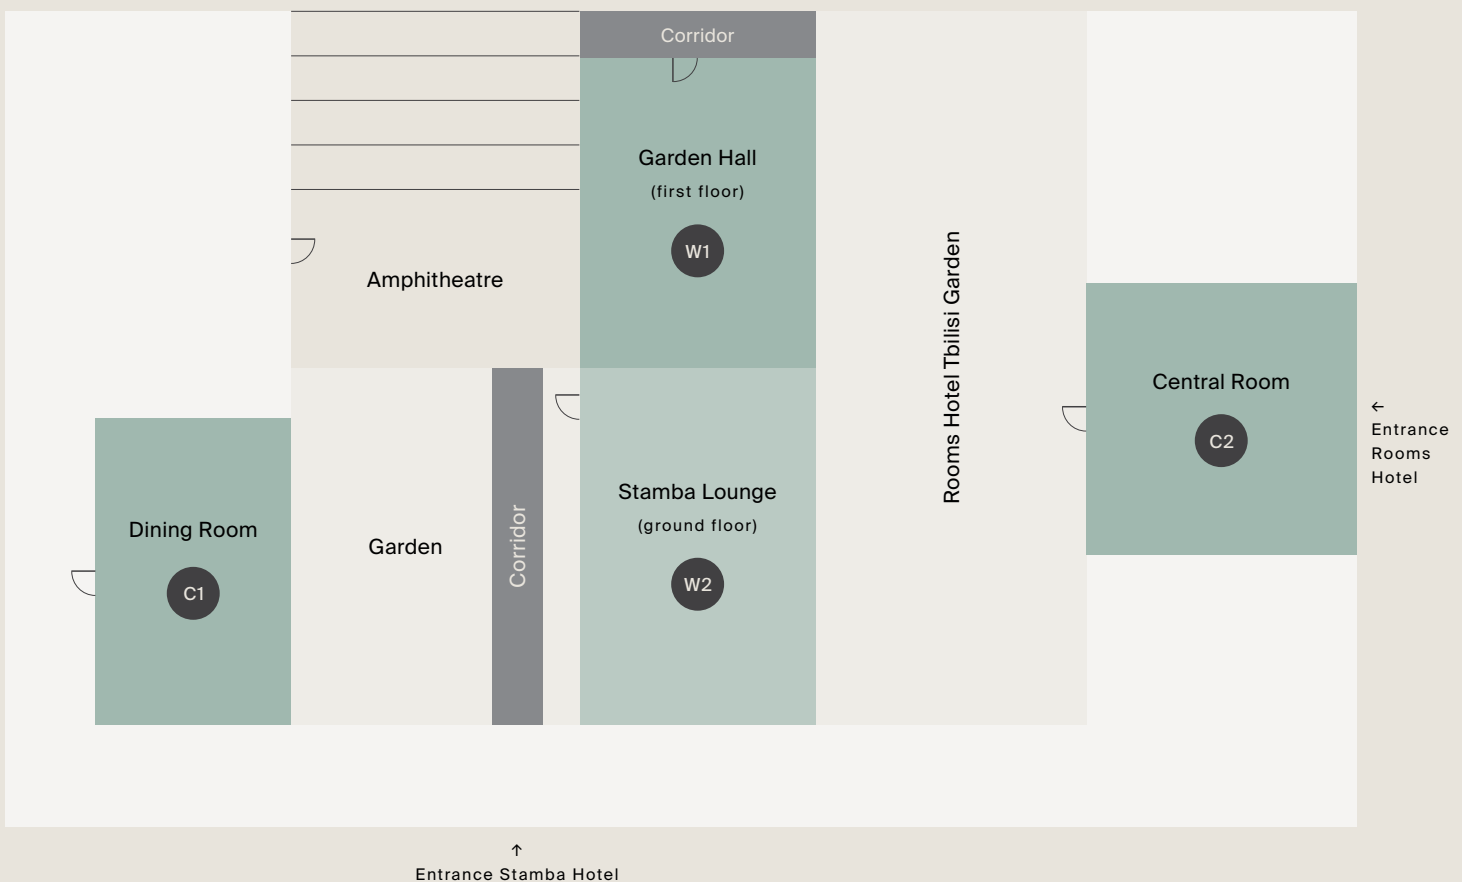 Corridor
Garden Hall
(first floor)
W1
Amphitheatre
Rooms Hotel Tbilisi Garden
Central Room
C2
←
Entrance
Rooms
Hotel
Stamba Lounge
(ground floor)
W2
Dining Room
C1
Garden
Corridor
↑
Entrance Stamba Hotel